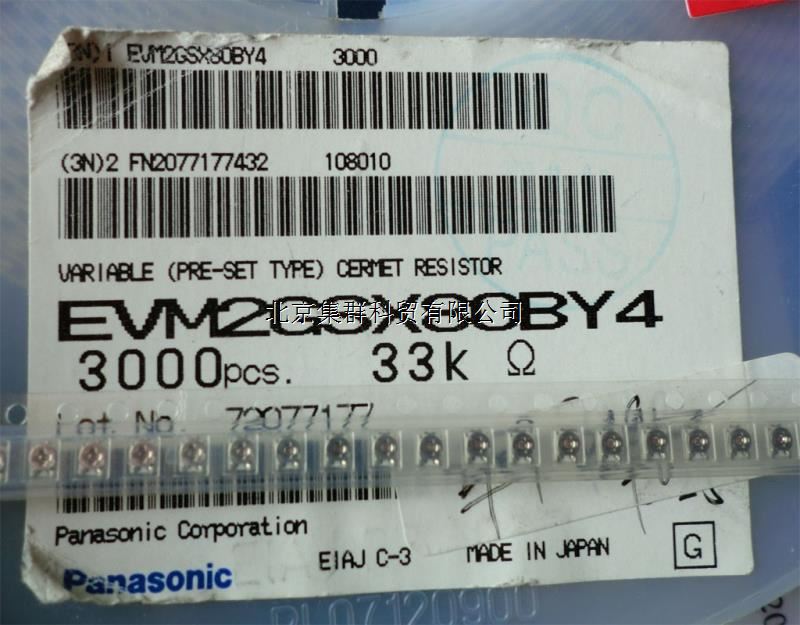 (3N)1 EVM2GSX80BY4 3000
(3N)2 FN2077177432 108010
VARIABLE (PRE-SET TYPE) CERMET RESISTOR
EVM2GSX80BY4
北京集群科贸有限公司
3000pcs. 33k Ω
Lot. No. 72077177
Panasonic Corporation
EIAJ C-3 MADE IN JAPAN G
Panasonic